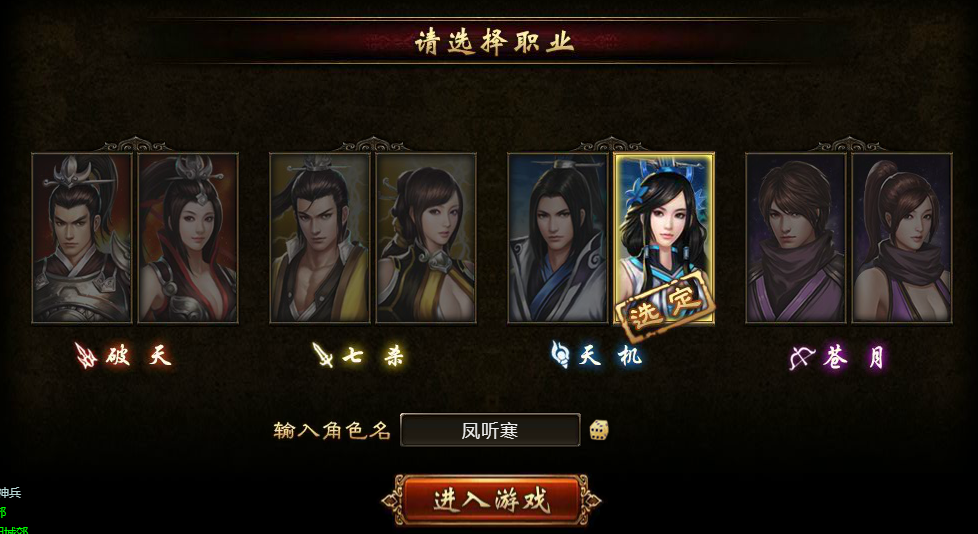 请选择职业
选定
破天 七杀 天机 苍月
输入角色名 凤听寒
进入游戏
神兵
郊